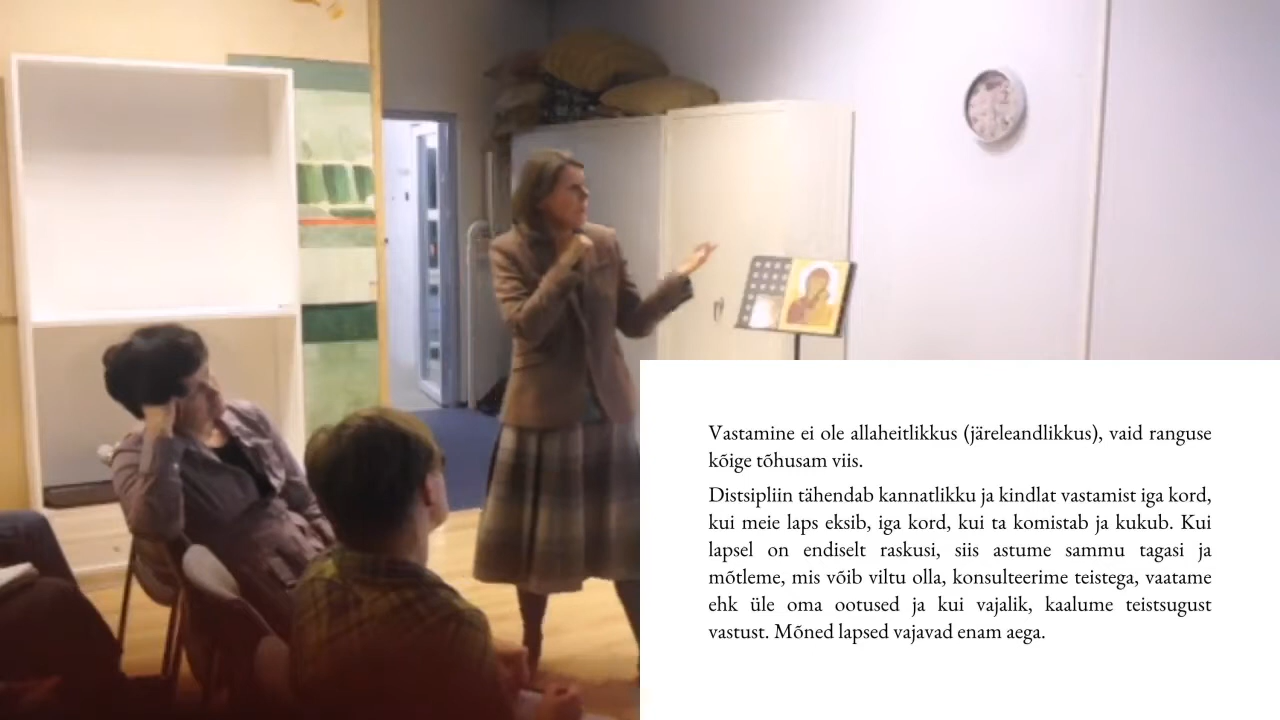 Vastamine ei ole allaheitlikkus (järeleandlikkus), vaid ranguse
kõige tõhusam viis.
Distsipliin tähendab kannatlikku ja kindlat vastamist iga kord,
kui meie laps eksib, iga kord, kui ta komistab ja kukub. Kui
lapsel on endiselt raskusi, siis astume sammu tagasi ja
mõtleme, mis võib viltu olla, konsulteerime teistega, vaatame
ehk üle oma ootused ja kui vajalik, kaalume teistsugust
vastust. Mõned lapsed vajavad enam aega.